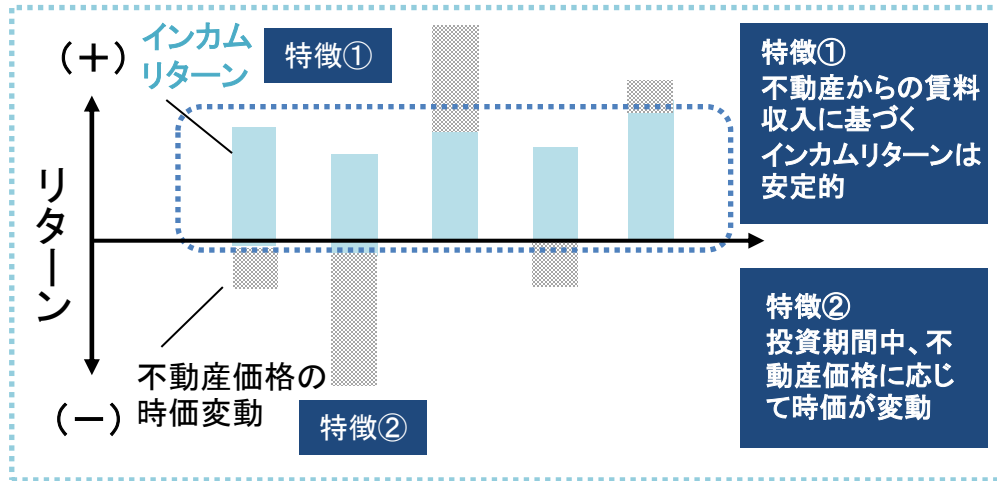 （＋）
インカム
リターン
特徴①
リターン
不動産価格の
時価変動
（－）
特徴②
特徴①
不動産からの賃料
収入に基づく
インカムリターンは
安定的
特徴②
投資期間中、不
動産価格に応じ
て時価が変動